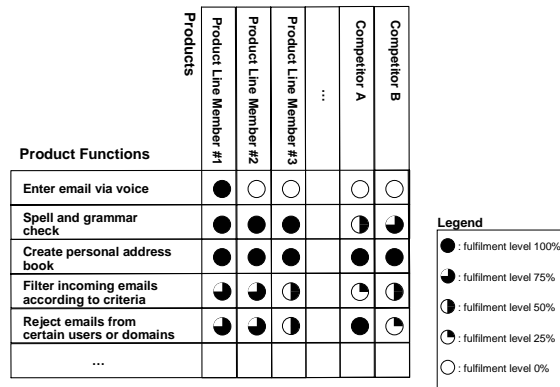 Products
Product Line Member #1
Product Line Member #2
Product Line Member #3
...
Competitor A
Competitor B
Product Functions
Enter email via voice
Spell and grammar
check
Create personal address
book
Filter incoming emails
according to criteria
Reject emails from
certain users or domains
...
Legend
: fulfilment level 100%
: fulfilment level 75%
: fulfilment level 50%
: fulfilment level 25%
: fulfilment level 0%